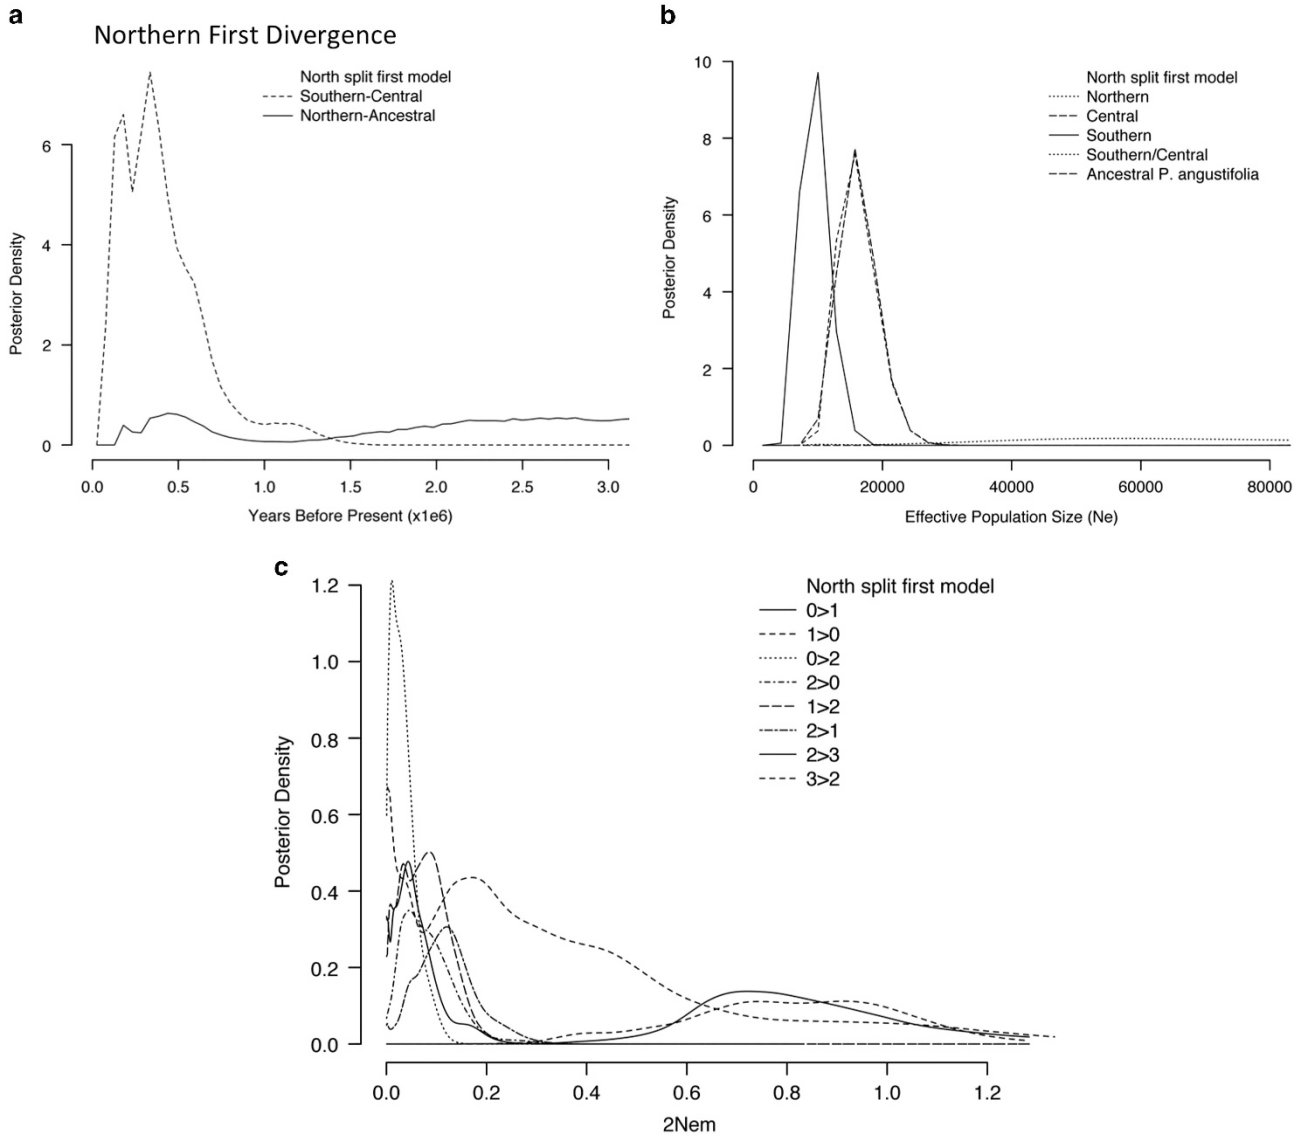 a
Northern First Divergence
North split first model
Southern-Central
Northern-Ancestral
6
4
2
0
Posterior Density
0.0 0.5 1.0 1.5 2.0 2.5 3.0
Years Before Present (x1e6)
b
North split first model
Northern
Central
Southern
Southern/Central
Ancestral P. angustifolia
10
8
6
4
2
0
Posterior Density
0 20000 40000 60000 80000
Effective Population Size (Ne)
c
North split first model
0>1
1>0
0>2
2>0
1>2
2>1
2>3
3>2
1.2
1.0
0.8
0.6
0.4
0.2
0.0
Posterior Density
0.0 0.2 0.4 0.6 0.8 1.0 1.2
2Nem